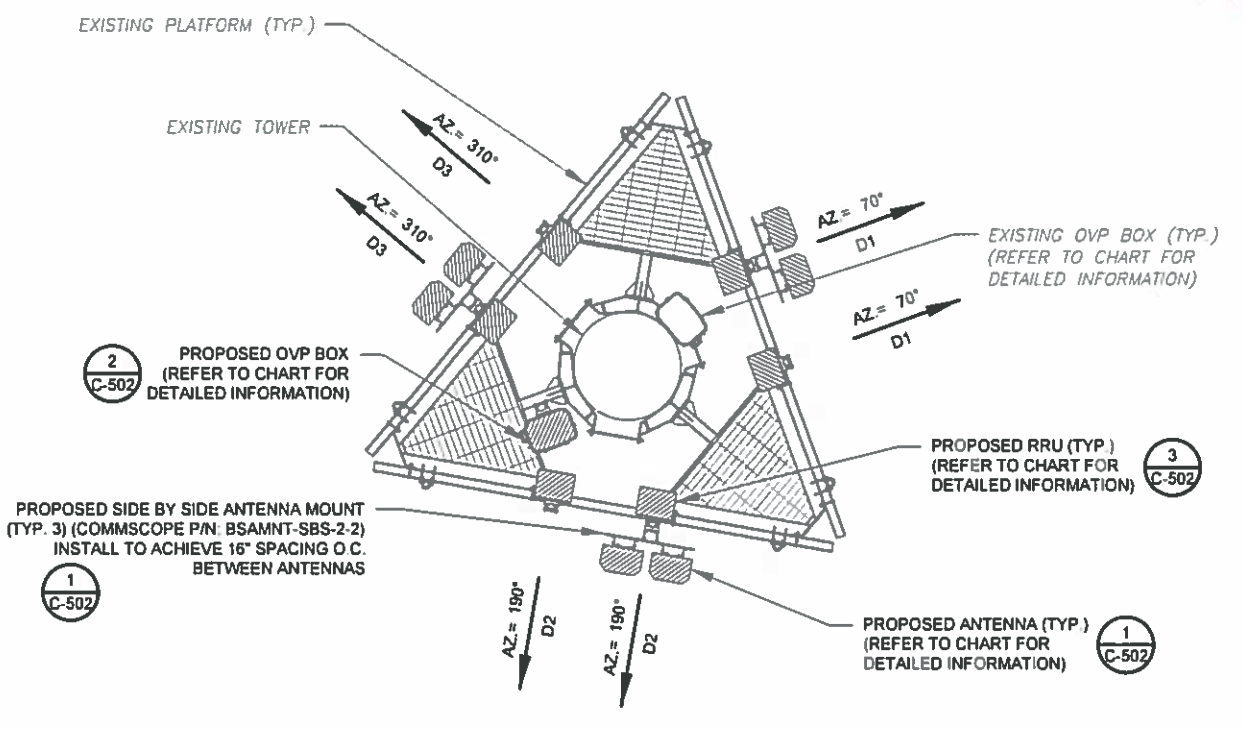 EXISTING PLATFORM (TYP.)
EXISTING TOWER
AZ.= 310°
D3
AZ.= 310°
D3
AZ.= 70°
D1
EXISTING OVP BOX (TYP.)
(REFER TO CHART FOR
DETAILED INFORMATION)
AZ.= 70°
D1
2
C-502
PROPOSED OVP BOX
(REFER TO CHART FOR
DETAILED INFORMATION)
PROPOSED RRU (TYP.)
(REFER TO CHART FOR
DETAILED INFORMATION)
3
C-502
PROPOSED SIDE BY SIDE ANTENNA MOUNT
(TYP. 3) (COMMSCOPE P/N: BSAMNT-SBS-2-2)
INSTALL TO ACHIEVE 16" SPACING O.C.
BETWEEN ANTENNAS
1
C-502
AZ.= 190°
D2
AZ.= 190°
D2
PROPOSED ANTENNA (TYP.)
(REFER TO CHART FOR
DETAILED INFORMATION)
1
C-502